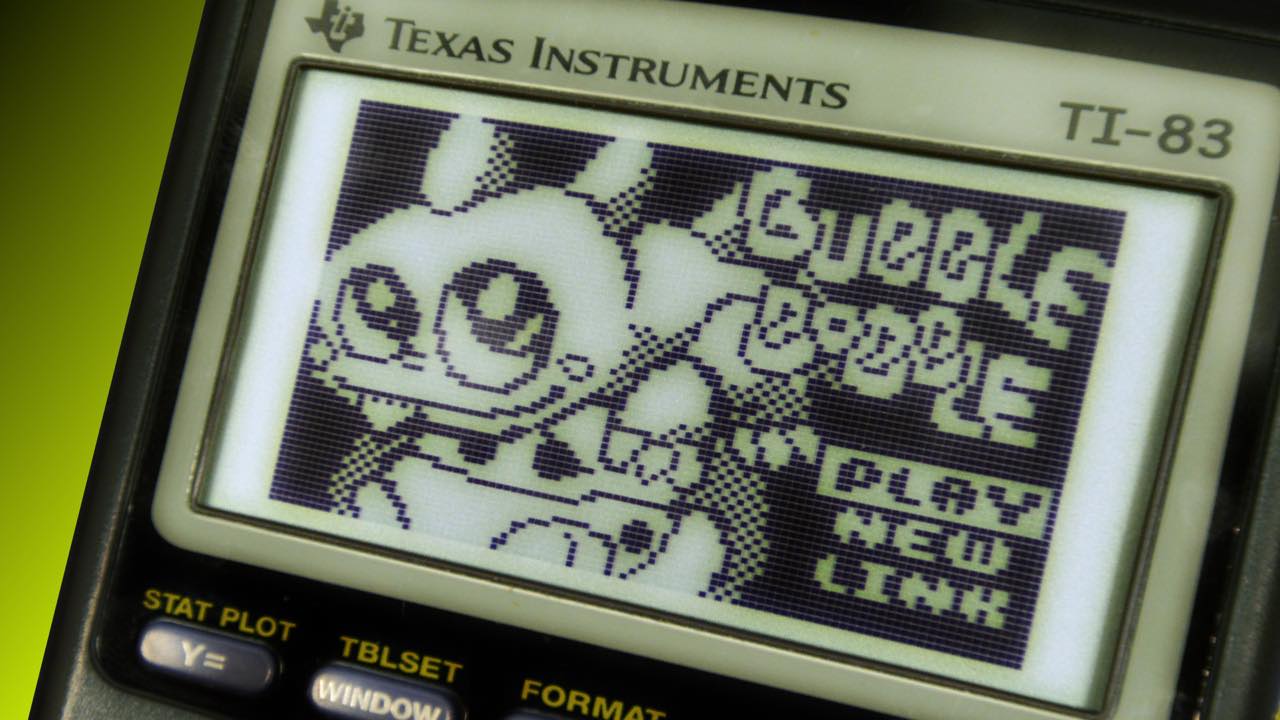 TEXAS INSTRUMENTS
TI-83
BUBBLE
BOBBLE
PLAY
NEW
LINK
STAT PLOT
TBLSET
FORMAT
Y=
WINDOW